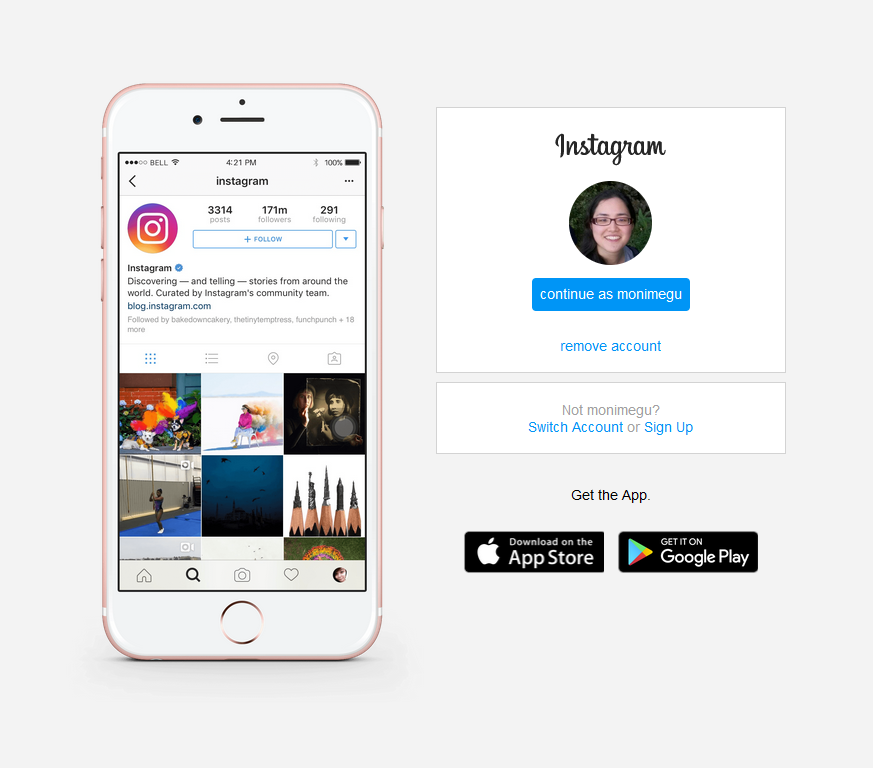 BELL
4:21 PM
100%
instagram
3314
171m
291
posts
followers
following
+ FOLLOW
Instagram
Discovering — and telling — stories from around the
world. Curated by Instagram's community team.
blog.instagram.com
Followed by bakedowncakery, thetinytemptress, funchpunch + 18
more
Instagram
continue as monimegu
remove account
Not monimegu?
Switch Account or Sign Up
Get the App.
Download on the
App Store
GET IT ON
Google Play